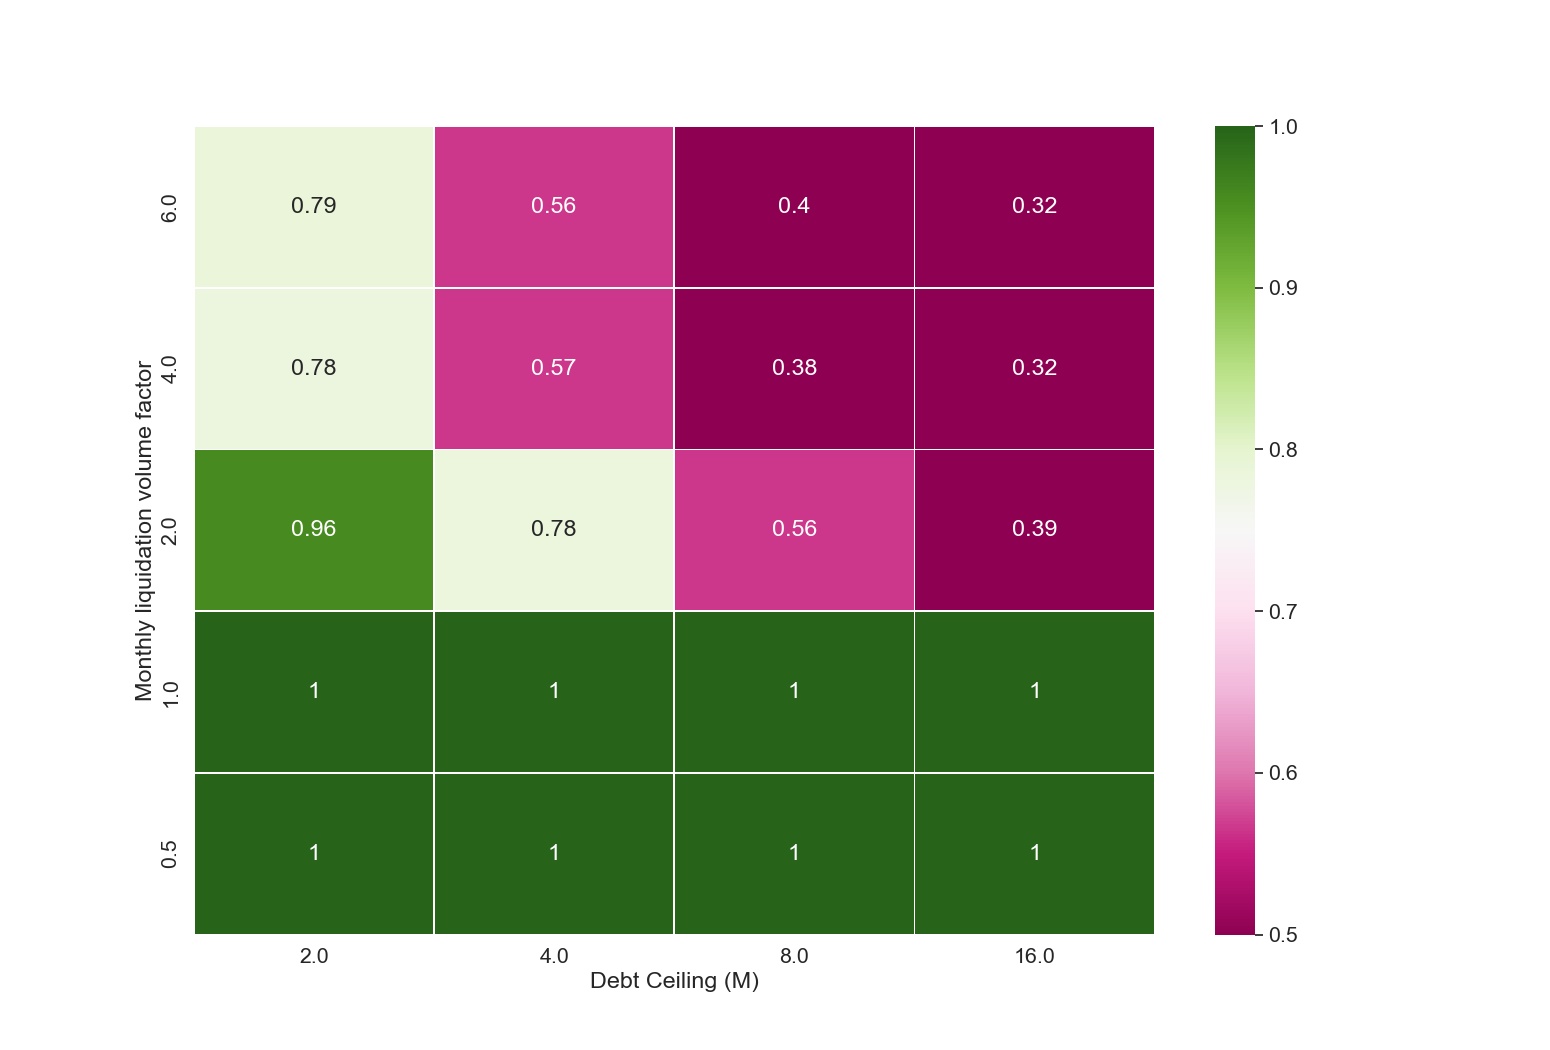 Monthly liquidation volume factor
6.0
0.79 0.56 0.4 0.32
4.0
0.78 0.57 0.38 0.32
2.0
0.96 0.78 0.56 0.39
1.0
1 1 1 1
0.5
1 1 1 1
2.0 4.0 8.0 16.0
Debt Ceiling (M)
1.0
0.9
0.8
0.7
0.6
0.5